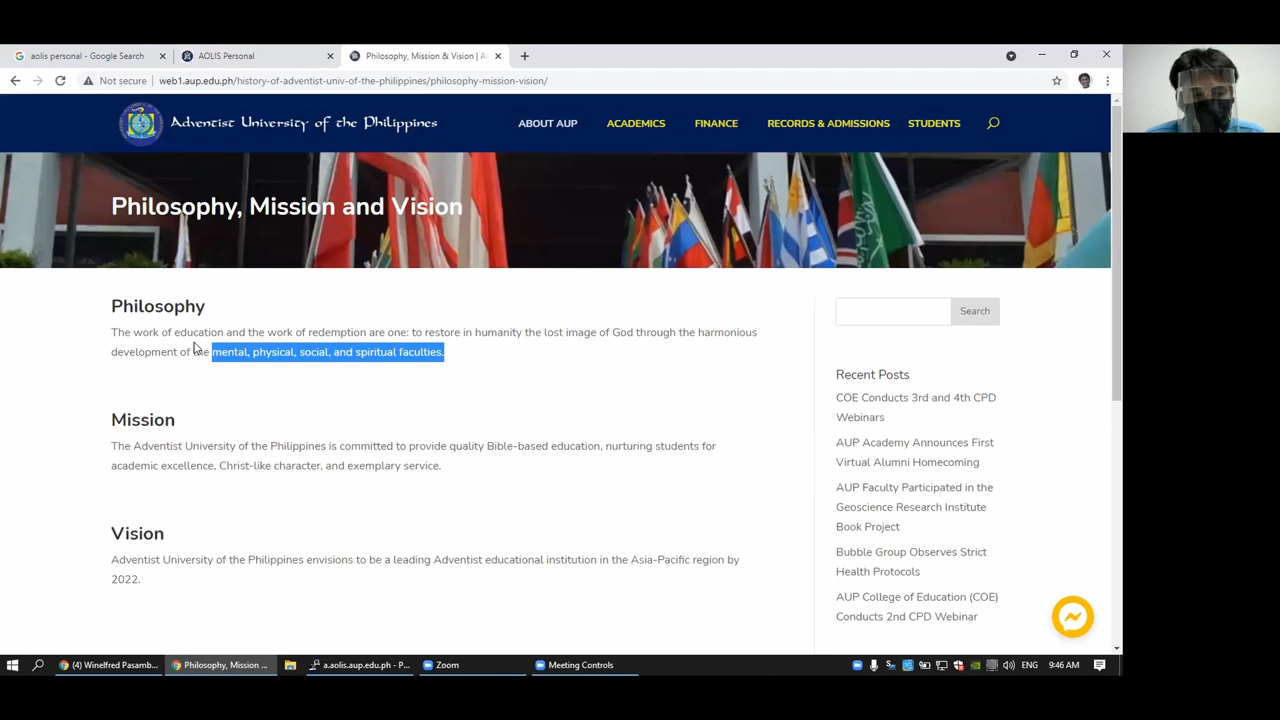 aolis personal - Google Search
AOLIS Personal
Philosophy, Mission & Vision | A
Not secure
web1.aup.edu.ph/history-of-adventist-univ-of-the-philippines/philosophy-mission-vision/
Adventist University of the Philippines
ABOUT AUP
ACADEMICS
FINANCE
RECORDS & ADMISSIONS
STUDENTS
Philosophy, Mission and Vision
Philosophy
The work of education and the work of redemption are one: to restore in humanity the lost image of God through the harmonious
development of the mental, physical, social, and spiritual faculties.
Mission
The Adventist University of the Philippines is committed to provide quality Bible-based education, nurturing students for
academic excellence, Christ-like character, and exemplary service.
Vision
Adventist University of the Philippines envisions to be a leading Adventist educational institution in the Asia-Pacific region by
2022.
Search
Recent Posts
COE Conducts 3rd and 4th CPD
Webinars
AUP Academy Announces First
Virtual Alumni Homecoming
AUP Faculty Participated in the
Geoscience Research Institute
Book Project
Bubble Group Observes Strict
Health Protocols
AUP College of Education (COE)
Conducts 2nd CPD Webinar
(4) Winelfred Pasamb...
Philosophy, Mission ...
a.aolis.aup.edu.ph - P...
Zoom
Meeting Controls
ENG
9:46 AM